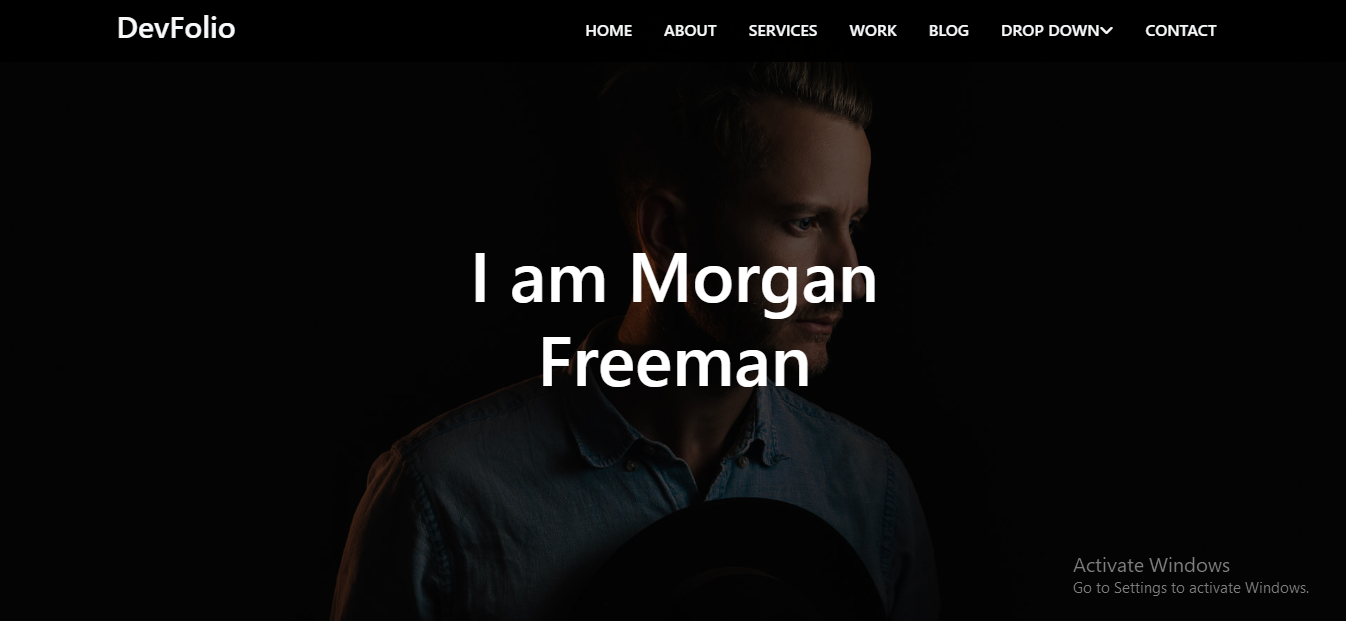 DevFolio
HOME ABOUT SERVICES WORK BLOG DROP DOWN CONTACT
I am Morgan
Freeman
Activate Windows
Go to Settings to activate Windows.